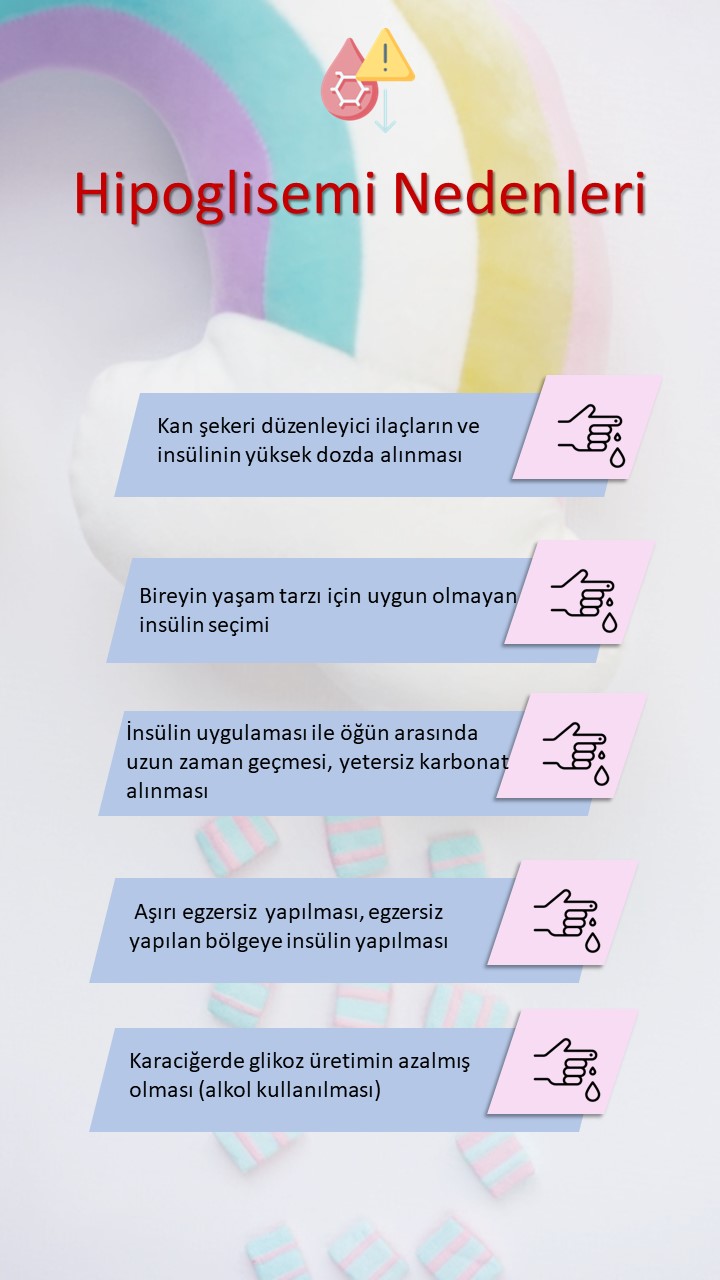 Hipoglisemi Nedenleri
Kan şekeri düzenleyici ilaçların ve
insülinin yüksek dozda alınması
Bireyin yaşam tarzı için uygun olmayan
insülin seçimi
İnsülin uygulaması ile öğün arasında
uzun zaman geçmesi, yetersiz karbonat
alınması
Aşırı egzersiz yapılması, egzersiz
yapılan bölgeye insülin yapılması
Karaciğerde glikoz üretimin azalmış
olması (alkol kullanılması)